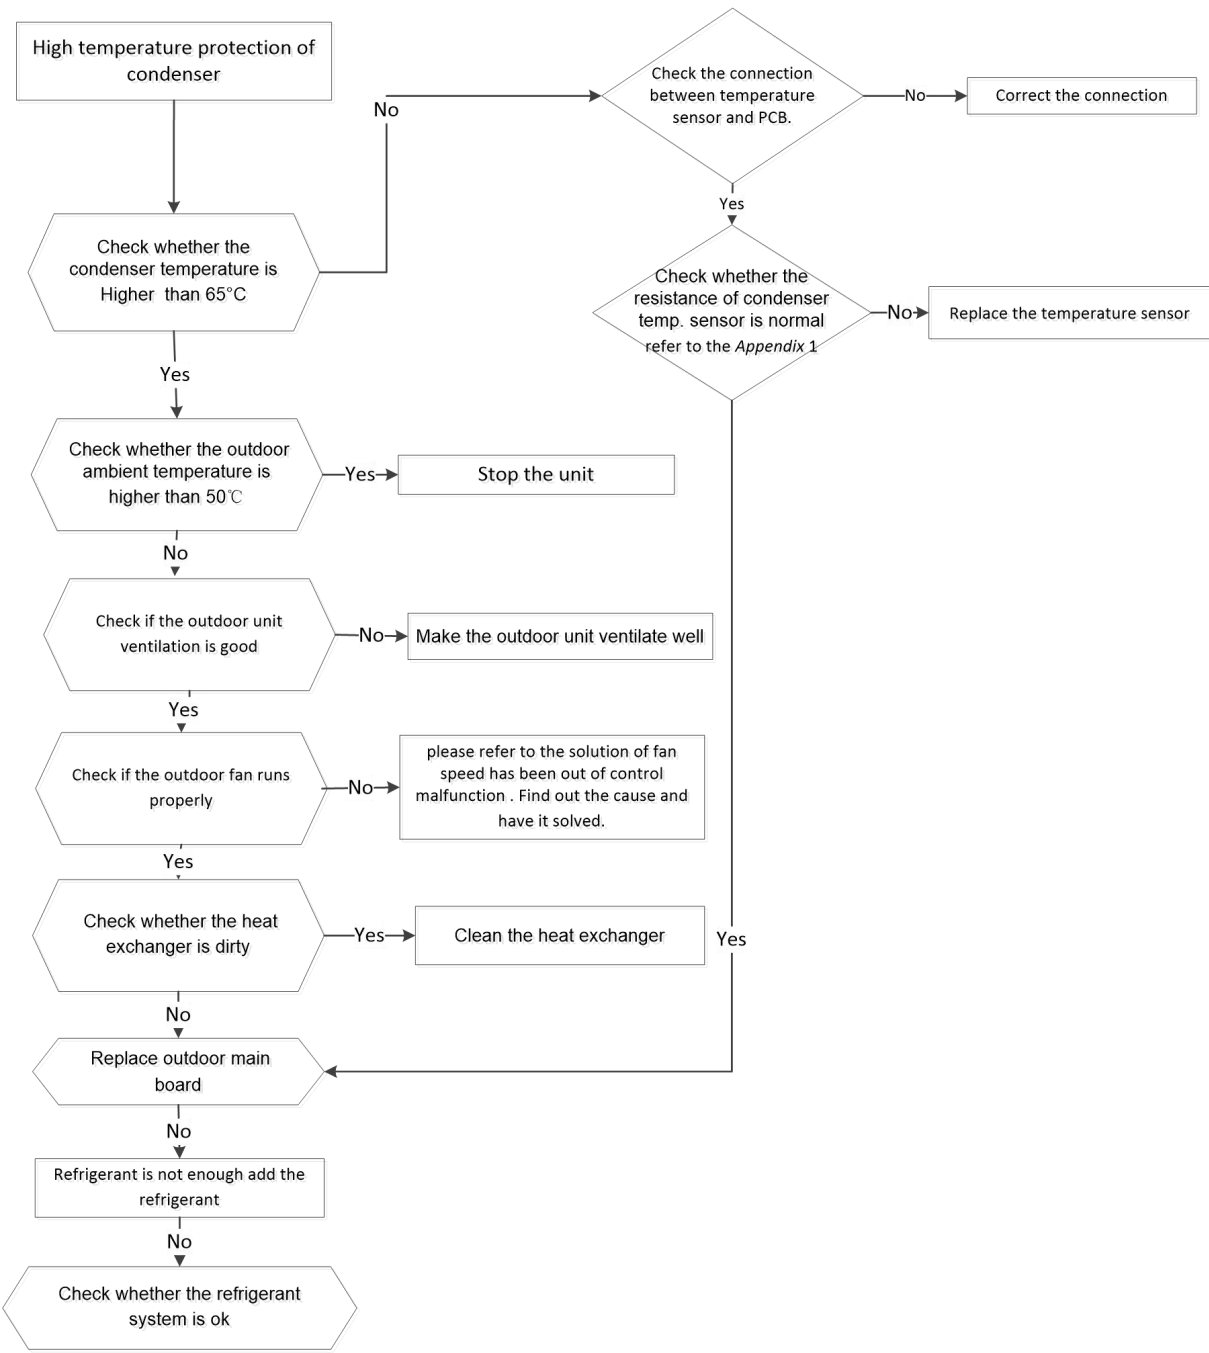 High temperature protection of
condenser
No
Check the connection
between temperature
sensor and PCB.
No
Correct the connection
Yes
Check whether the
condenser temperature is
Higher than 65°C
Check whether the
resistance of condenser
temp. sensor is normal
refer to the Appendix 1
No
Replace the temperature sensor
Yes
Check whether the outdoor
ambient temperature is
higher than 50℃
Yes
Stop the unit
No
Check if the outdoor unit
ventilation is good
No
Make the outdoor unit ventilate well
Yes
Check if the outdoor fan runs
properly
No
please refer to the solution of fan
speed has been out of control
malfunction . Find out the cause and
have it solved.
Yes
Check whether the heat
exchanger is dirty
Yes
Clean the heat exchanger
Yes
No
Replace outdoor main
board
No
Refrigerant is not enough add the
refrigerant
No
Check whether the refrigerant
system is ok